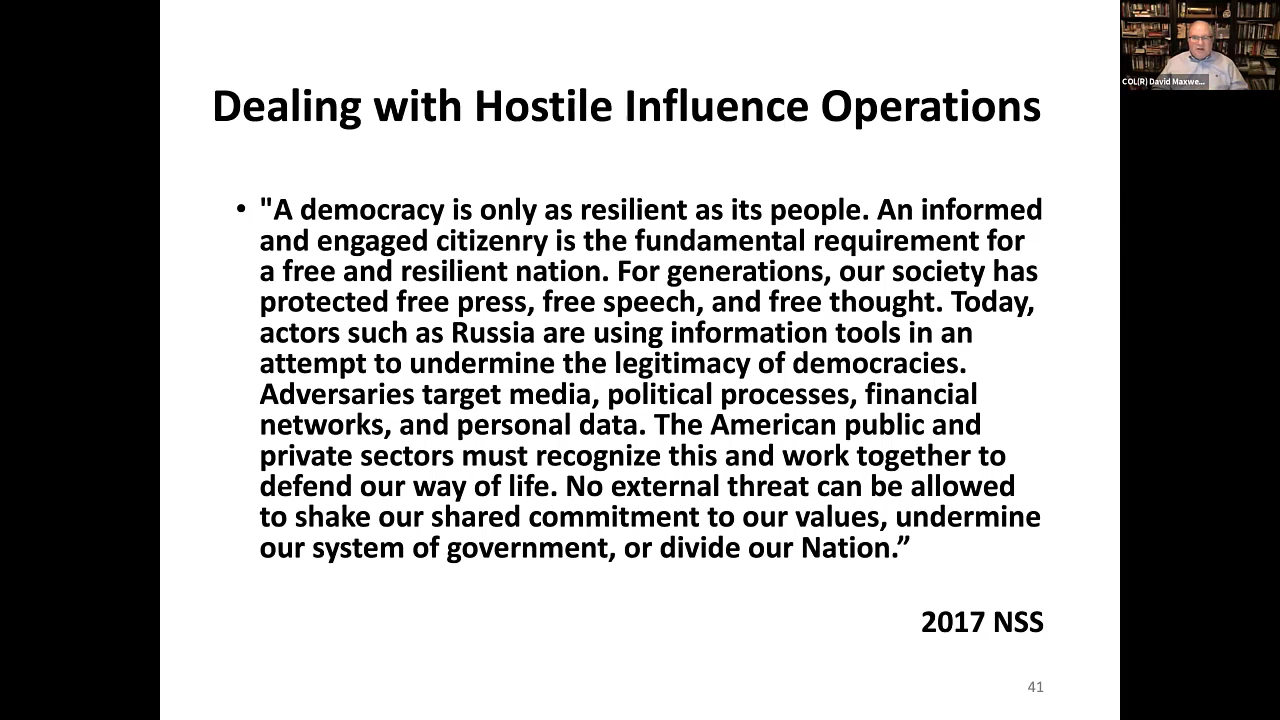 Dealing with Hostile Influence Operations
• "A democracy is only as resilient as its people. An informed
and engaged citizenry is the fundamental requirement for
a free and resilient nation. For generations, our society has
protected free press, free speech, and free thought. Today,
actors such as Russia are using information tools in an
attempt to undermine the legitimacy of democracies.
Adversaries target media, political processes, financial
networks, and personal data. The American public and
private sectors must recognize this and work together to
defend our way of life. No external threat can be allowed
to shake our shared commitment to our values, undermine
our system of government, or divide our Nation.”
2017 NSS
41
COL(R) David Maxwe...